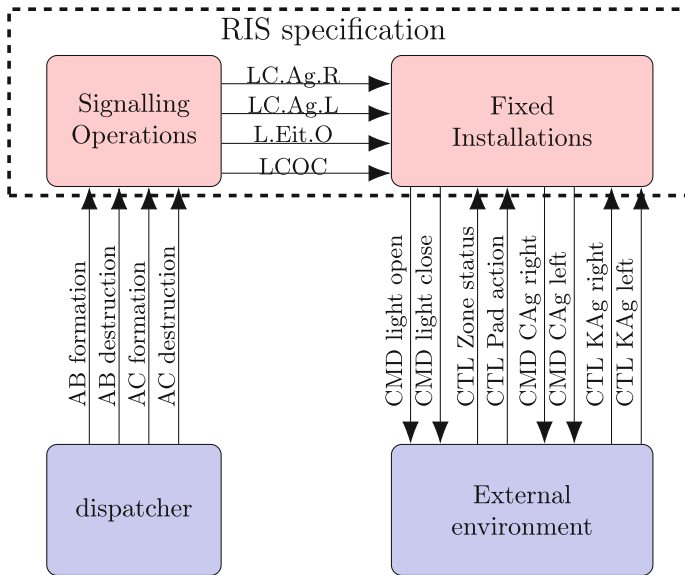 RIS specification
Signalling
Operations
LC.Ag.R
LC.Ag.L
L.Eit.O
LCOC
Fixed
Installations
AB formation
AB destruction
AC formation
AC destruction
CMD light open
CMD light close
CTL Zone status
CTL Pad action
CMD CAg right
CMD CAg left
CTL KAg right
CTL KAg left
dispatcher
External
environment